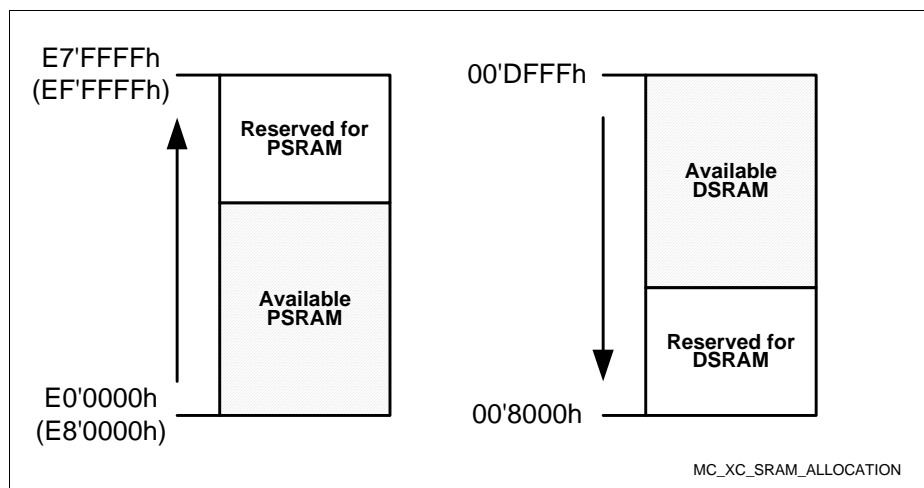 E7'FFFFh
(EF'FFFFh)
Reserved for
PSRAM
Available
PSRAM
E0'0000h
(E8'0000h)
00'DFFFh
Available
DSRAM
Reserved for
DSRAM
00'8000h
MC_XC_SRAM_ALLOCATION